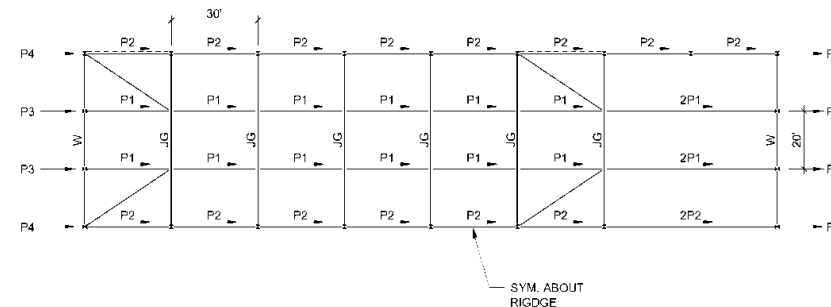 30'
P4 P2 P2 P2 P2 P2 P2 P2 P2 P
P3 P1 P1 P1 P1 P1 P1 2P1 P
W JG JG JG JG JG JG W 20'
P3 P1 P1 P1 P1 P1 P1 2P1 P
P4 P2 P2 P2 P2 P2 P2 2P2 P
SYM. ABOUT
RIGDGE